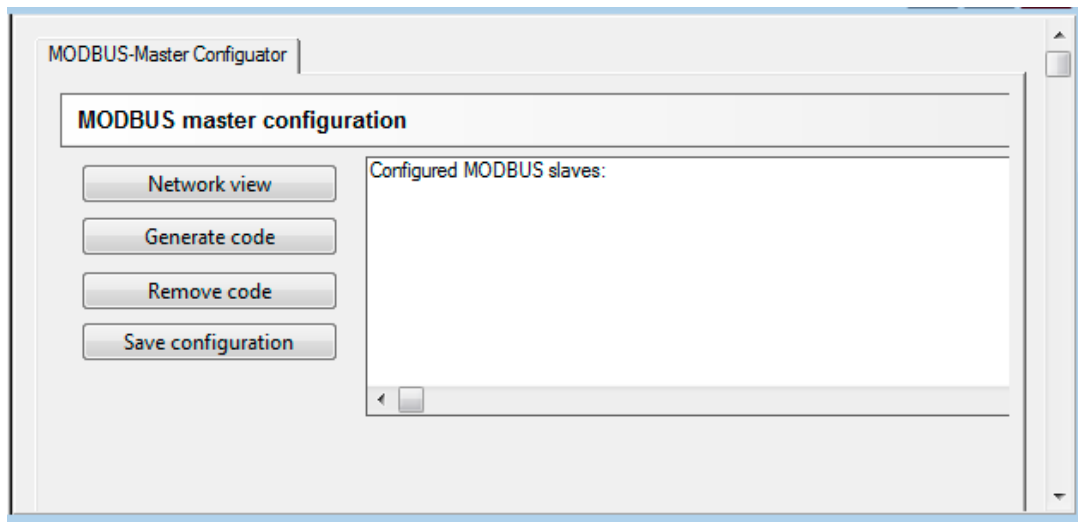 MODBUS-Master Configuator
MODBUS master configuration
Network view
Configured MODBUS slaves:
Generate code
Remove code
Save configuration